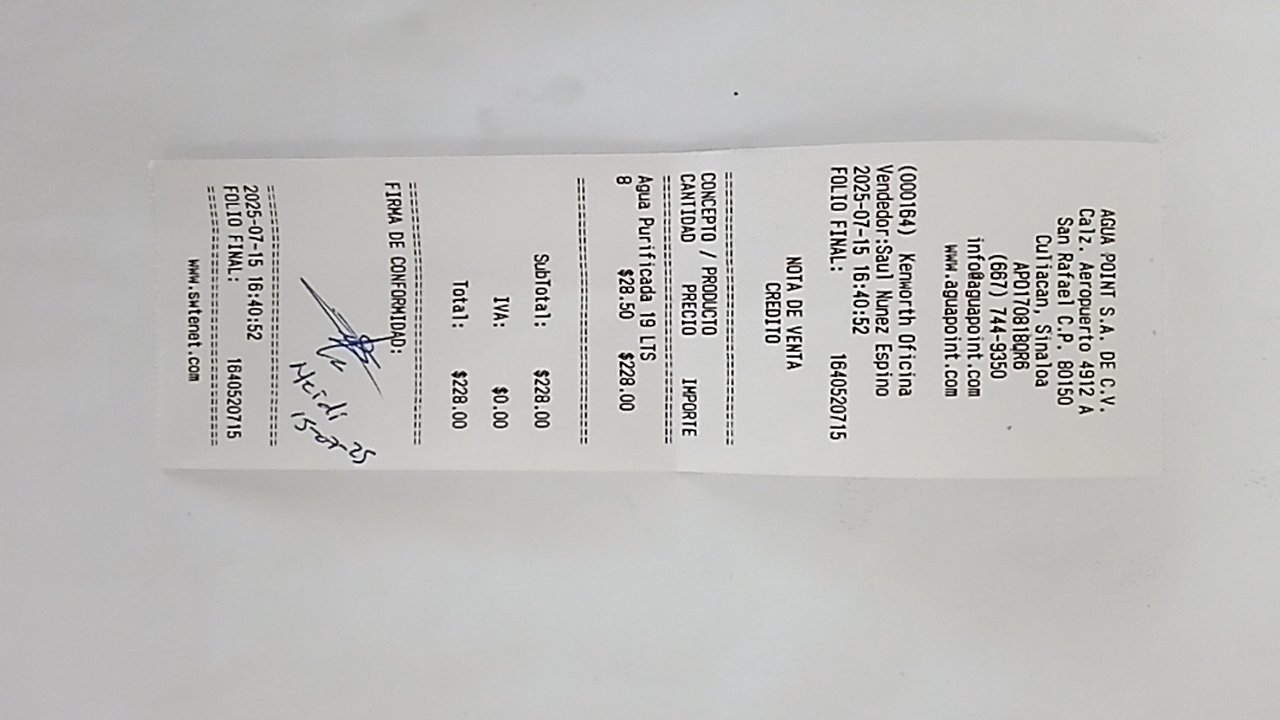 AGUA POINT S.A. DE C.V.
Calz. Aeropuerto 4912 A
San Rafael C.P. 80150
Culiacan, Sinaloa
APO170818QR6
(667) 744-9350
info@aguapoint.com
www.aguapoint.com
(000164) Kenworth Oficina
Vendedor:Saul Nunez Espino
2025-07-15 16:40:52
FOLIO FINAL: 1640520715
NOTA DE VENTA
CREDITO
==============================
CONCEPTO / PRODUCTO
CANTIDAD PRECIO IMPORTE
==============================
Agua Purificada 19 LTS
8 $28.50 $228.00
==============================
SubTotal: $228.00
IVA: $0.00
Total: $228.00
==============================
FIRMA DE CONFORMIDAD:
Heidi
15-07-25
==============================
2025-07-15 16:40:52
FOLIO FINAL: 1640520715
==============================
www.smtenet.com